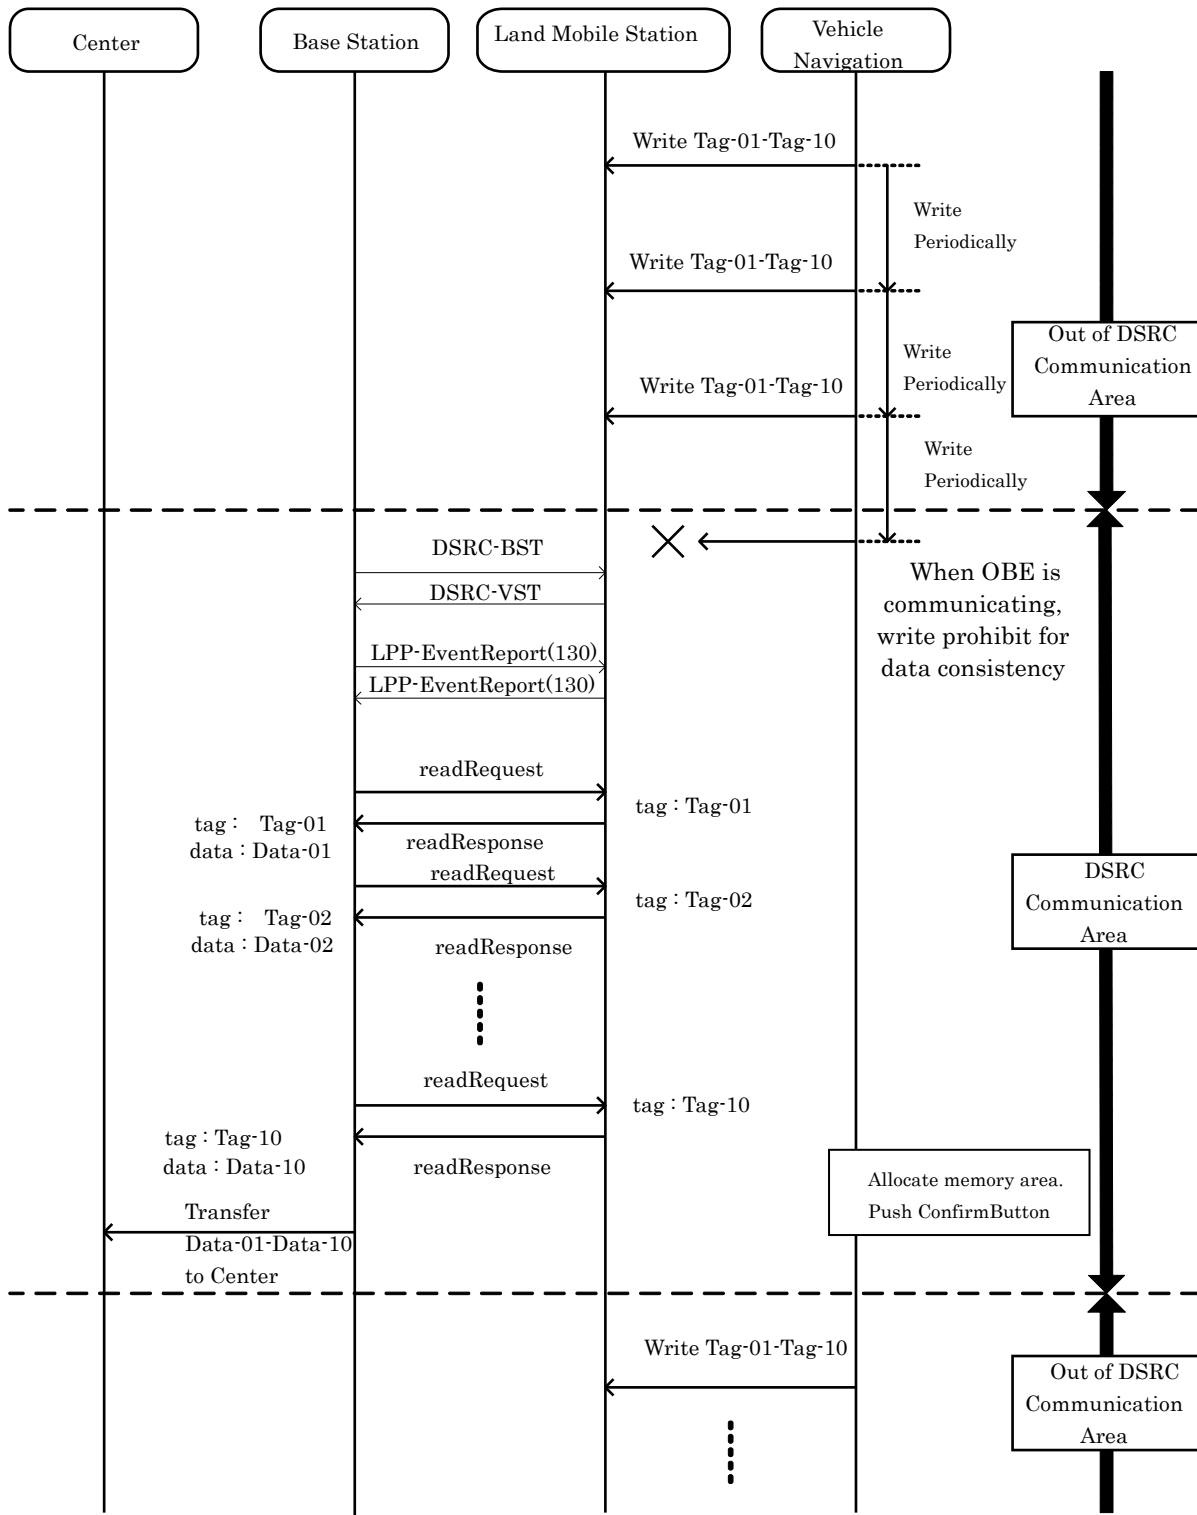 Center
Base Station
Land Mobile Station
Vehicle
Navigation
Write Tag-01-Tag-10
Write
Periodically
Write Tag-01-Tag-10
Out of DSRC
Communication
Area
Write
Periodically
Write Tag-01-Tag-10
Write
Periodically
DSRC-BST
When OBE is
communicating,
write prohibit for
data consistency
DSRC-VST
LPP-EventReport(130)
LPP-EventReport(130)
readRequest
tag : Tag-01
tag : Tag-01
data : Data-01
readResponse
readRequest
tag : Tag-02
tag : Tag-02
data : Data-02
readResponse
DSRC
Communication
Area
readRequest
tag : Tag-10
tag : Tag-10
data : Data-10
readResponse
Allocate memory area.
Push ConfirmButton
Transfer
Data-01-Data-10
to Center
Write Tag-01-Tag-10
Out of DSRC
Communication
Area